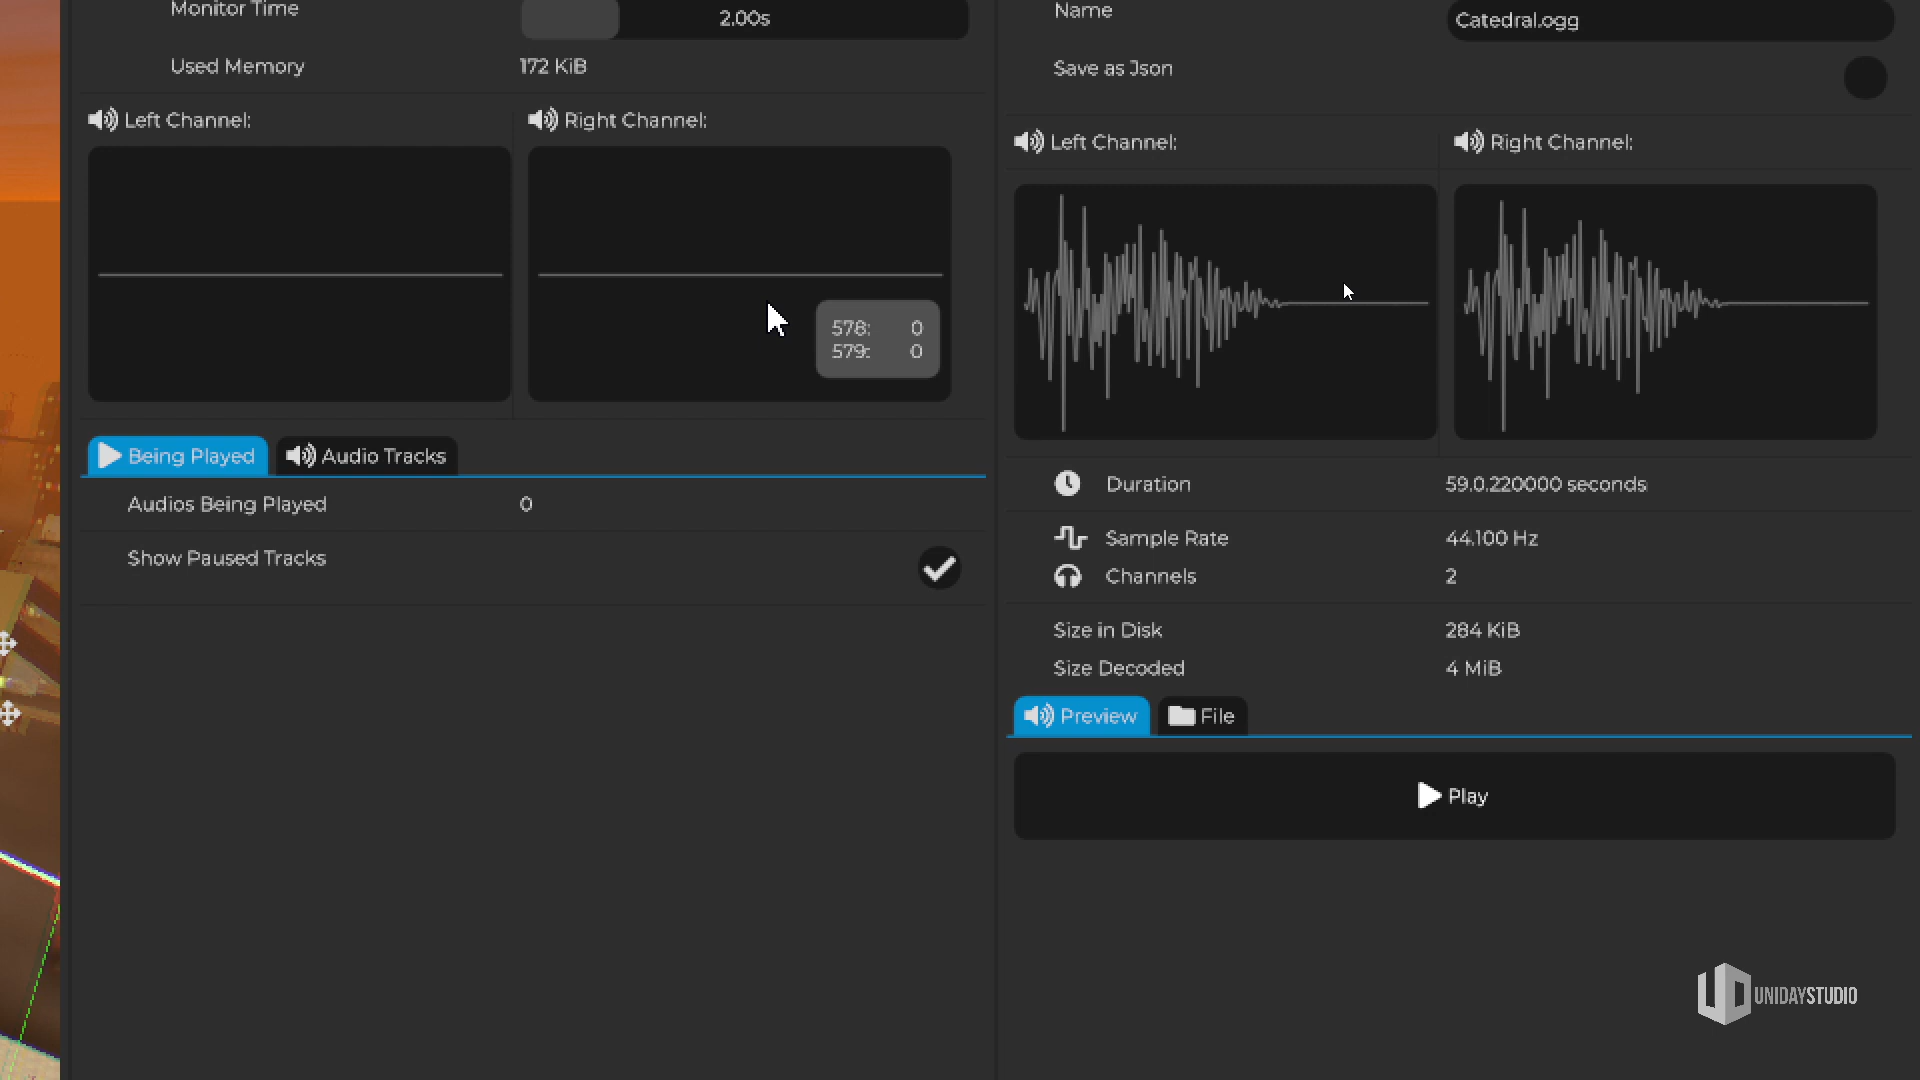 Monitor Time 2.00s
Used Memory 172 KiB
Left Channel: Right Channel:
578: 0
579: 0
Being Played Audio Tracks
Audios Being Played 0
Show Paused Tracks
Name Catedral.ogg
Save as Json
Left Channel: Right Channel:
Duration 59.0.220000 seconds
Sample Rate 44.100 Hz
Channels 2
Size in Disk 284 KiB
Size Decoded 4 MiB
Preview File
Play
UNIDAYSTUDIO